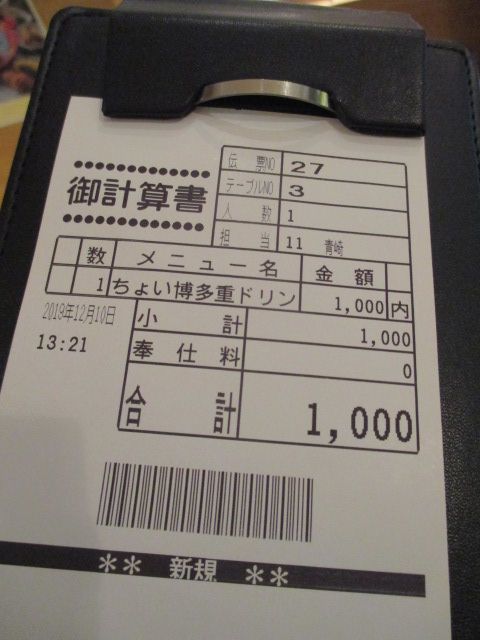 伝票NO 27
テーブルNO 3
人数 1
担当 11 青崎
御計算書
数 メニュー名 金額
1 ちょい博多重ドリン 1,000 内
2019年12月10日
13:21
小計 1,000
奉仕料 0
合計 1,000
** 新規 **